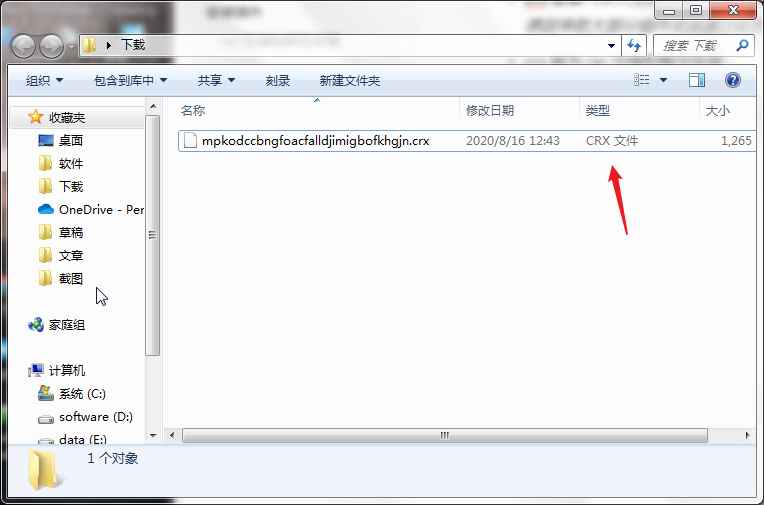 下载
搜索 下载
组织
包含到库中
共享
刻录
新建文件夹
名称
修改日期
类型
大小
mpkodccbngfoacfalldjimigbofkhgjn.crx
2020/8/16 12:43
CRX 文件
1,265
收藏夹
桌面
软件
下载
OneDrive - Per
草稿
文章
截图
家庭组
计算机
系统 (C:)
software (D:)
data (E:)
1 个对象